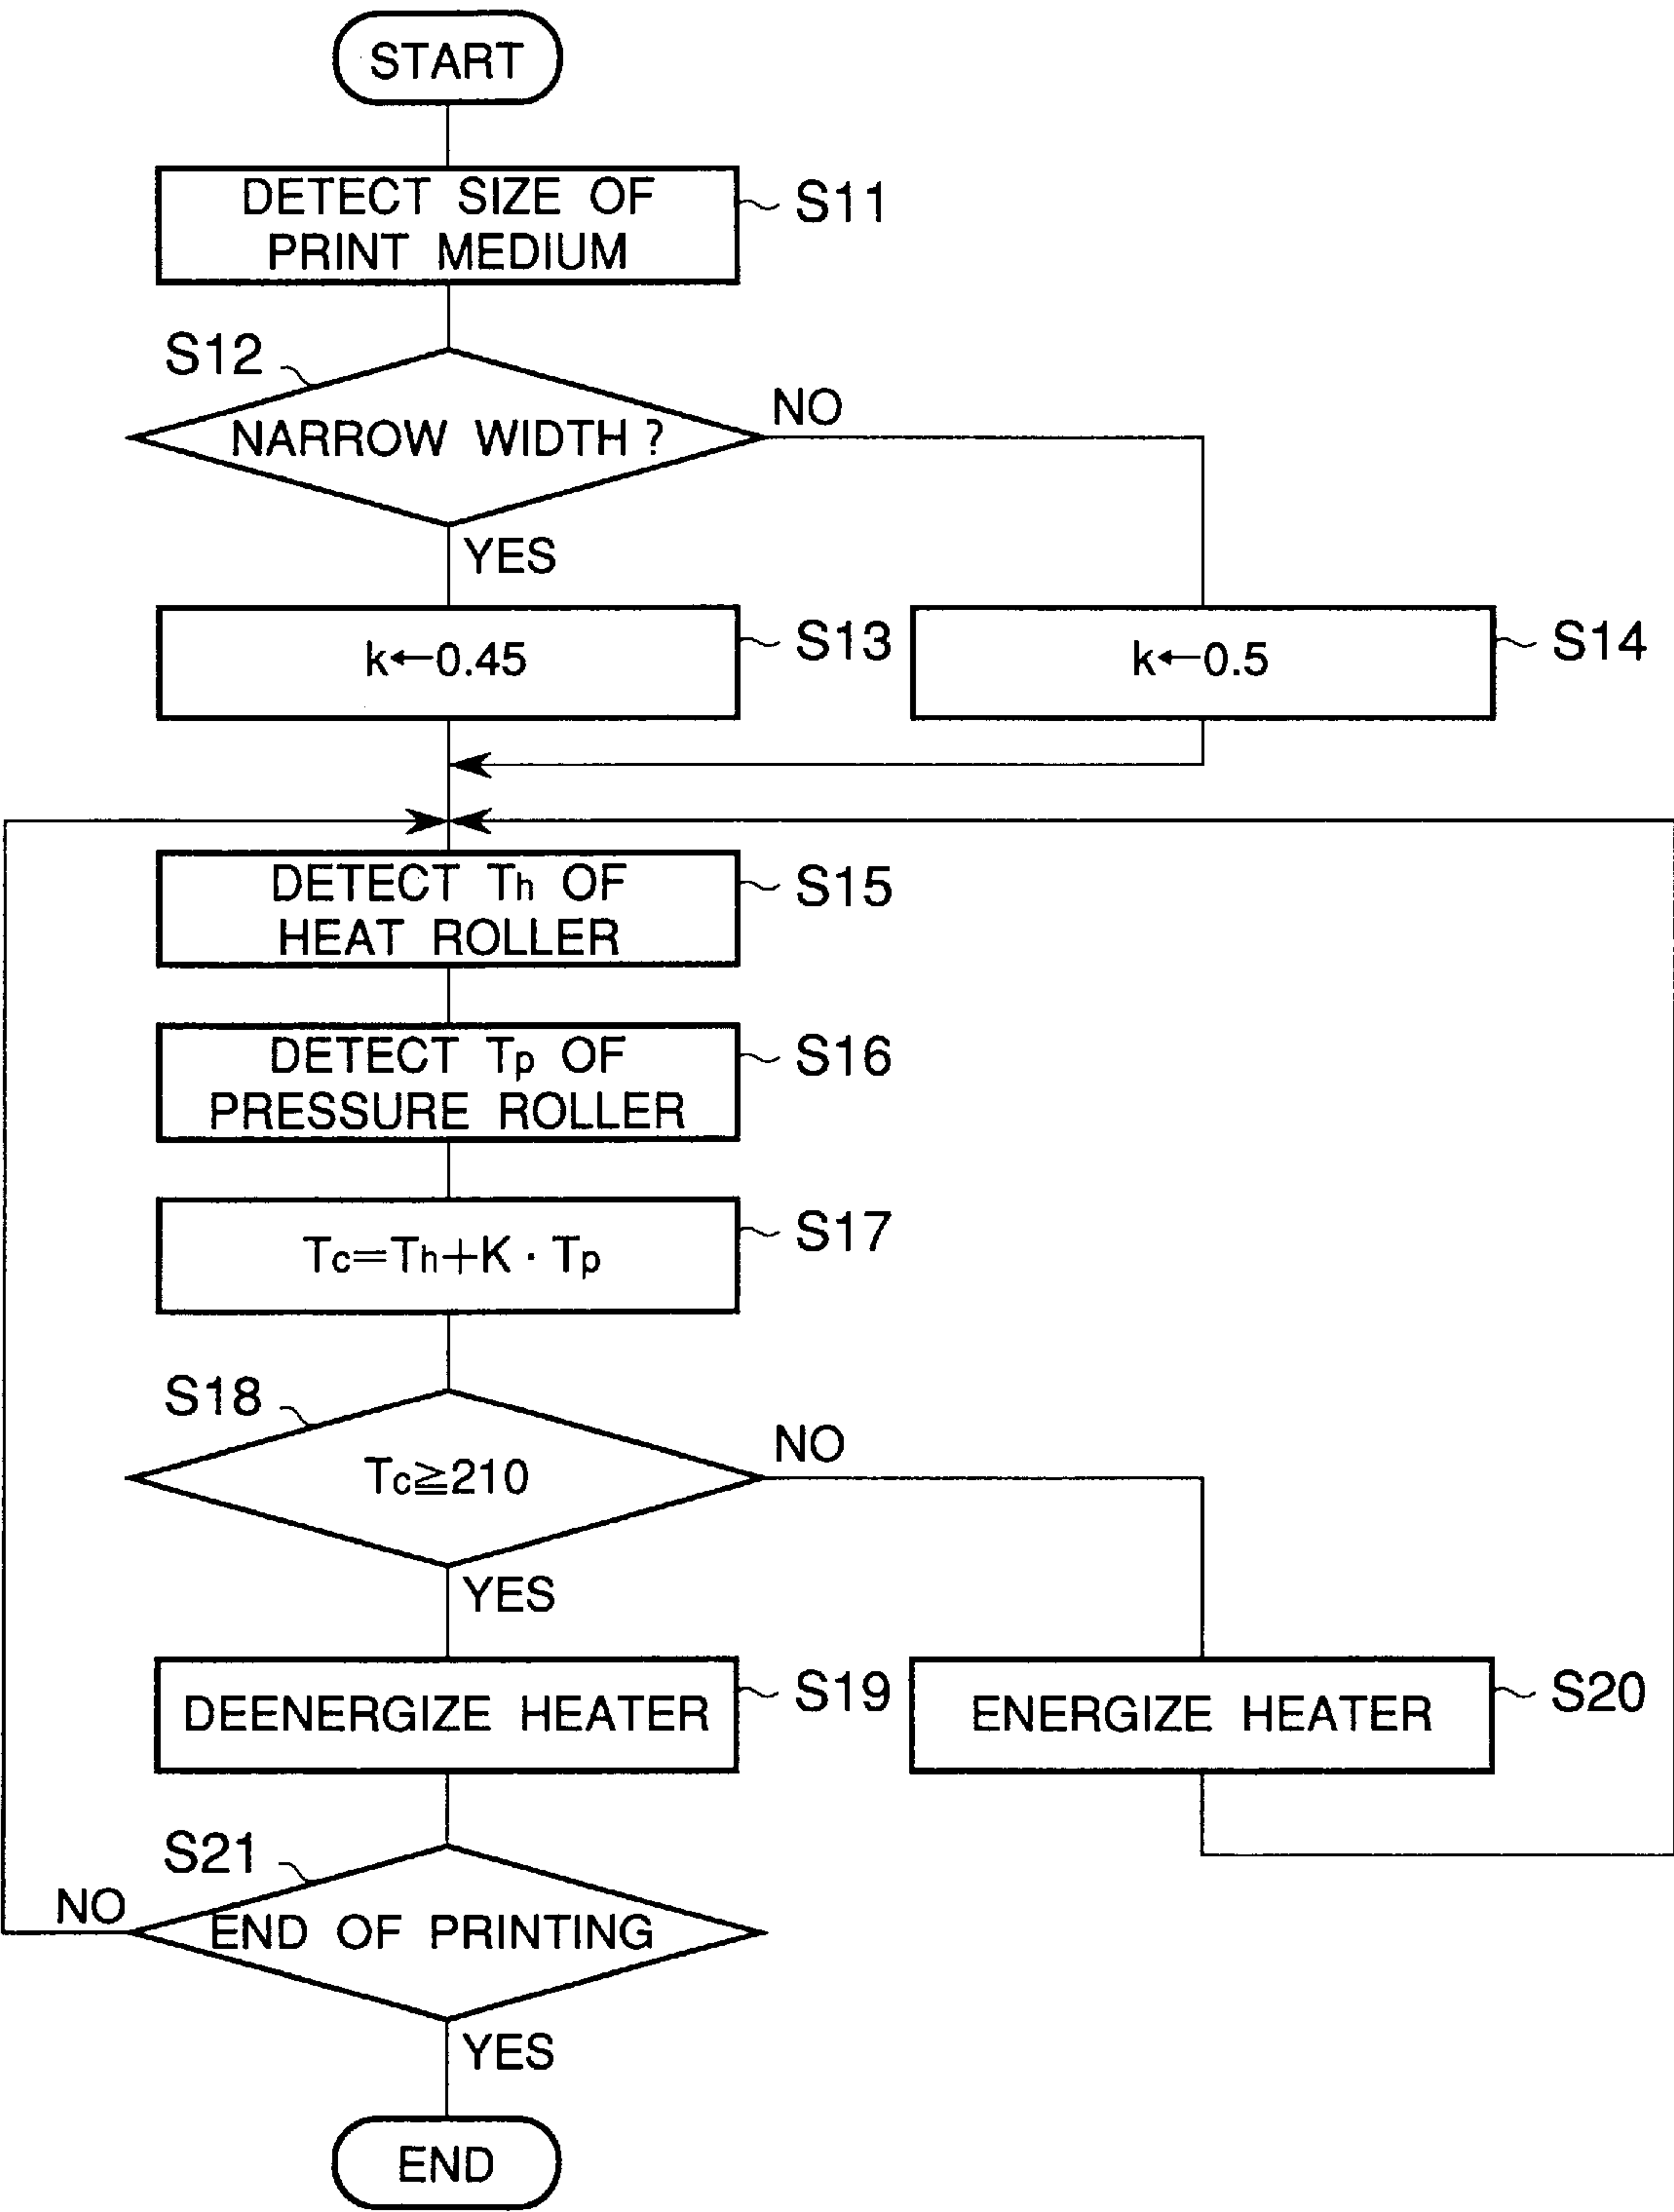 START
DETECT SIZE OF
PRINT MEDIUM
S11
S12
NARROW WIDTH ?
NO
YES
k←0.45
S13
k←0.5
S14
DETECT Th OF
HEAT ROLLER
S15
DETECT Tp OF
PRESSURE ROLLER
S16
Tc=Th+K · Tp
S17
S18
Tc≧210
NO
YES
DEENERGIZE HEATER
S19
ENERGIZE HEATER
S20
S21
NO
END OF PRINTING
YES
END